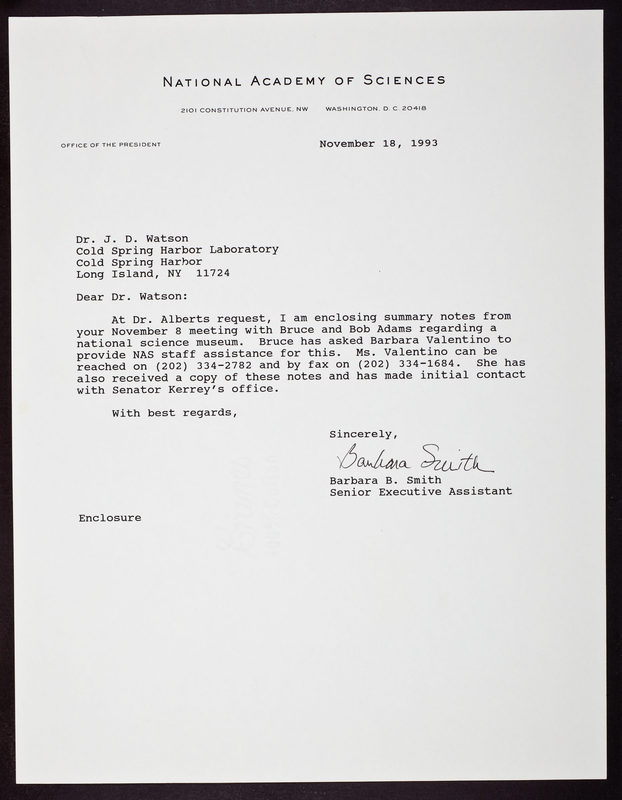 NATIONAL ACADEMY OF SCIENCES
2101 CONSTITUTION AVENUE, NW WASHINGTON, D. C. 20418
OFFICE OF THE PRESIDENT
November 18, 1993
Dr. J. D. Watson
Cold Spring Harbor Laboratory
Cold Spring Harbor
Long Island, NY 11724
Dear Dr. Watson:
At Dr. Alberts request, I am enclosing summary notes from
your November 8 meeting with Bruce and Bob Adams regarding a
national science museum. Bruce has asked Barbara Valentino to
provide NAS staff assistance for this. Ms. Valentino can be
reached on (202) 334-2782 and by fax on (202) 334-1684. She has
also received a copy of these notes and has made initial contact
with Senator Kerrey's office.
With best regards,
Sincerely,
Barbara Smith
Barbara B. Smith
Senior Executive Assistant
Enclosure